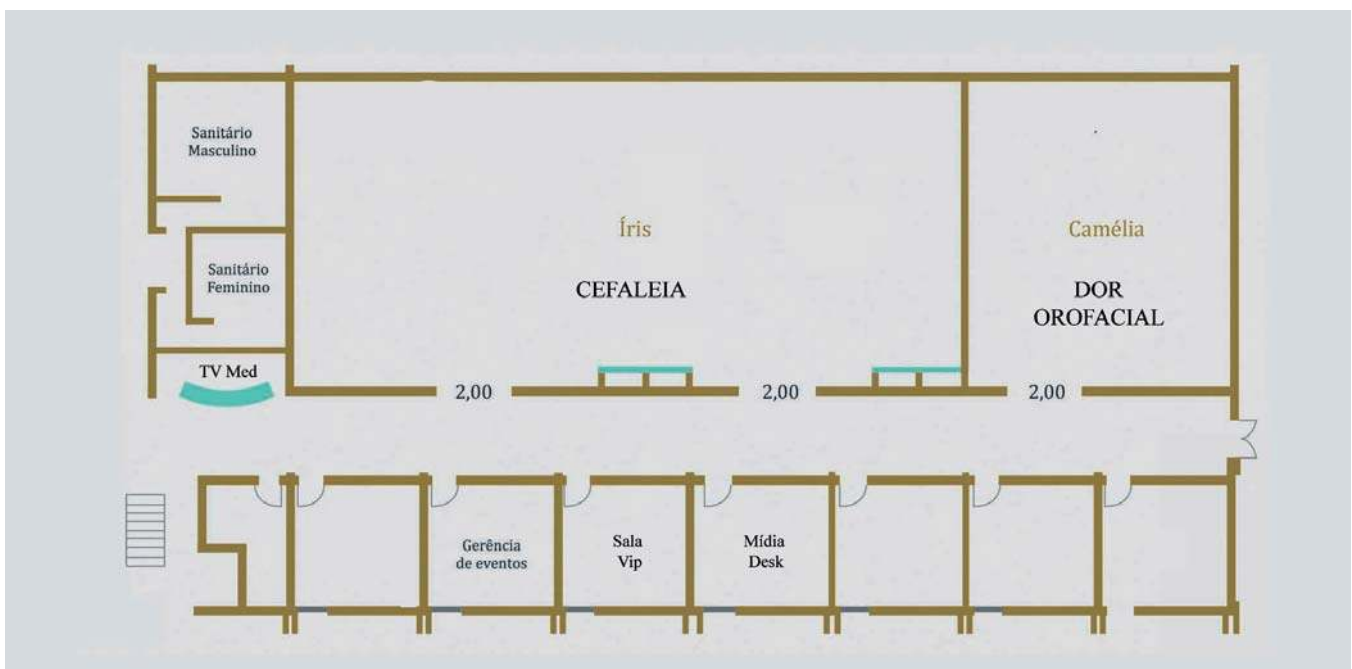 Sanitário
Masculino
Íris
Camélia
Sanitário
Feminino
CEFALEIA
DOR
OROFACIAL
TV Med
2,00
2,00
2,00
Gerência
de eventos
Sala
Vip
Mídia
Desk